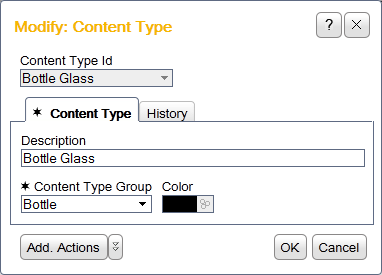 Modify: Content Type
?
Content Type Id
Bottle Glass
✶ Content Type
History
Description
Bottle Glass
✶ Content Type Group
Color
Bottle
Add. Actions
OK
Cancel